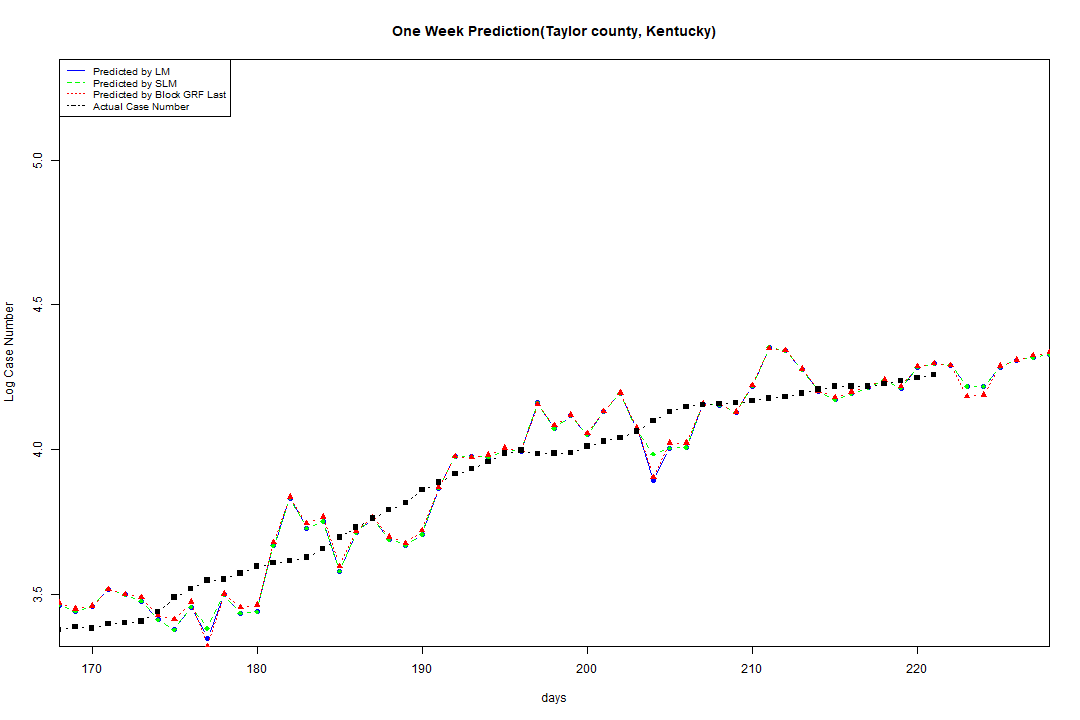 One Week Prediction(Taylor county, Kentucky)
Predicted by LM
Predicted by SLM
Predicted by Block GRF Last
Actual Case Number
5.0
4.5
4.0
3.5
Log Case Number
170 180 190 200 210 220
days